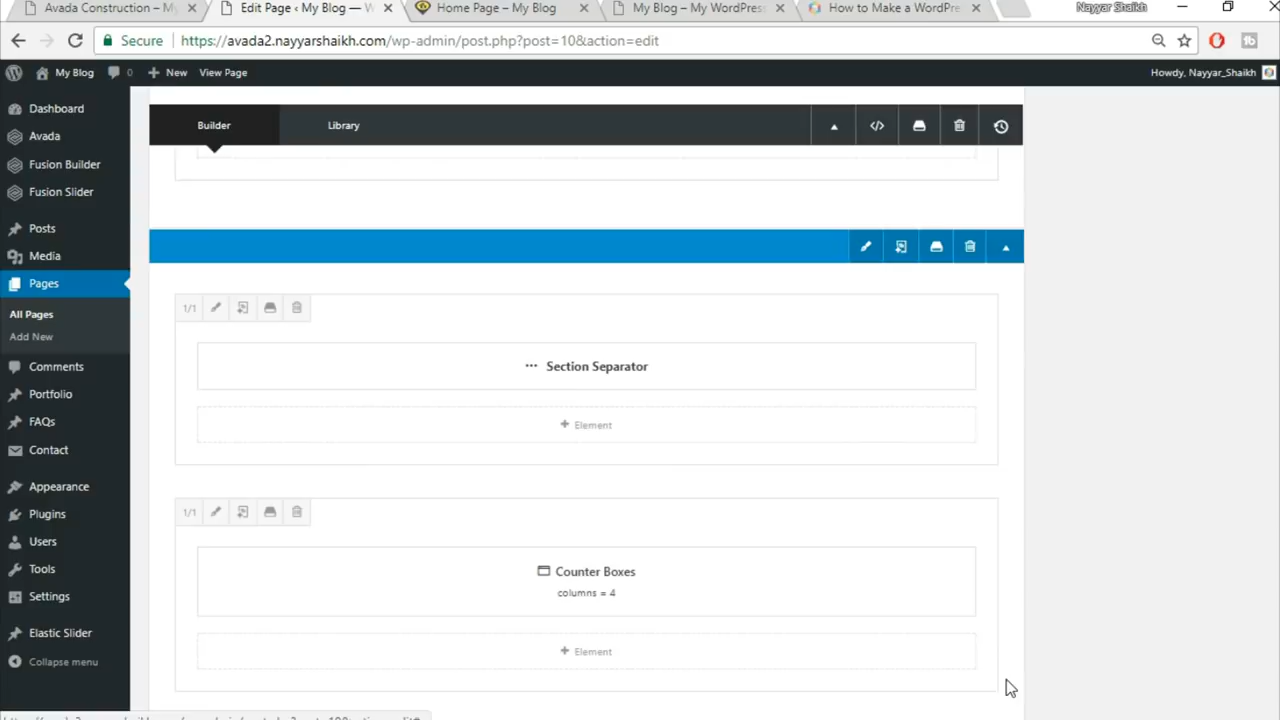 Avada Construction – My
Edit Page ‹ My Blog — W
Home Page – My Blog
My Blog – My WordPress
How to Make a WordPre
Nayyar Shaikh
Secure
https://avada2.nayyarshaikh.com/wp-admin/post.php?post=10&action=edit
My Blog
0
New
View Page
Howdy, Nayyar_Shaikh
Dashboard
Avada
Fusion Builder
Fusion Slider
Posts
Media
Pages
All Pages
Add New
Comments
Portfolio
FAQs
Contact
Appearance
Plugins
Users
Tools
Settings
Elastic Slider
Collapse menu
Builder
Library
1/1
Section Separator
+ Element
1/1
Counter Boxes
columns = 4
+ Element